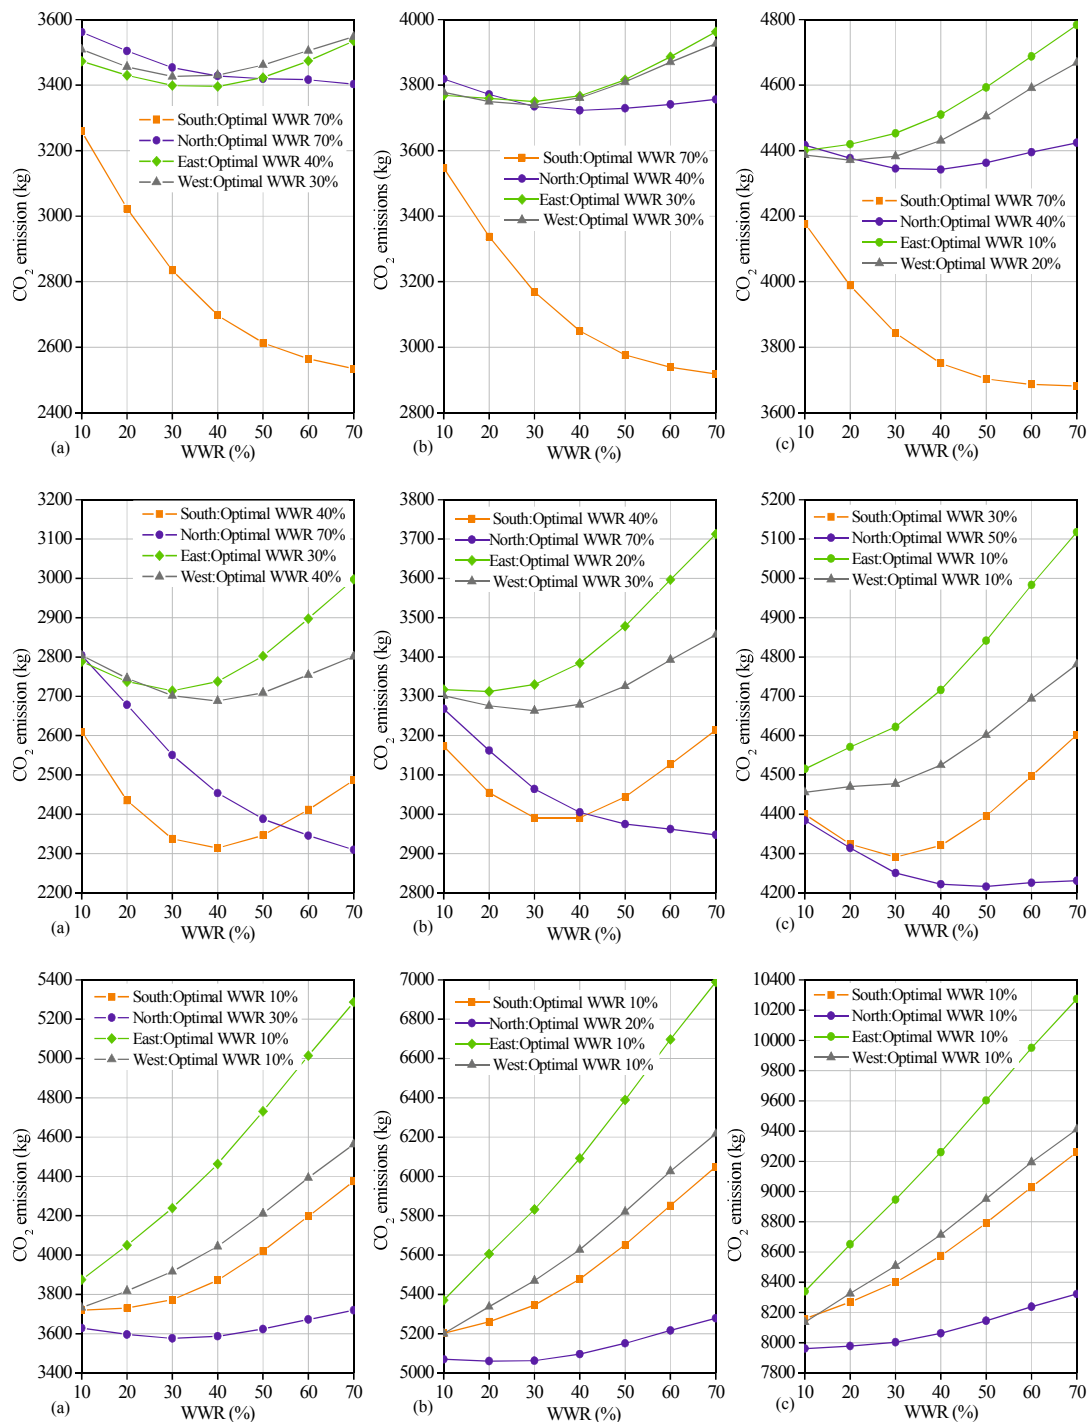 3600
3400
3200
3000
2800
2600
2400
CO2 emission (kg)
South:Optimal WWR 70%
North:Optimal WWR 70%
East:Optimal WWR 40%
West:Optimal WWR 30%
10 20 30 40 50 60 70
(a) WWR (%)
4000
3800
3600
3400
3200
3000
2800
CO2 emissions (kg)
South:Optimal WWR 70%
North:Optimal WWR 40%
East:Optimal WWR 30%
West:Optimal WWR 30%
10 20 30 40 50 60 70
(b) WWR (%)
4800
4600
4400
4200
4000
3800
3600
CO2 emission (kg)
South:Optimal WWR 70%
North:Optimal WWR 40%
East:Optimal WWR 10%
West:Optimal WWR 20%
10 20 30 40 50 60 70
(c) WWR (%)
3200
3100
3000
2900
2800
2700
2600
2500
2400
2300
2200
CO2 emission (kg)
South:Optimal WWR 40%
North:Optimal WWR 70%
East:Optimal WWR 30%
West:Optimal WWR 40%
10 20 30 40 50 60 70
(a) WWR (%)
3800
3700
3600
3500
3400
3300
3200
3100
3000
2900
2800
CO2 emissions (kg)
South:Optimal WWR 40%
North:Optimal WWR 70%
East:Optimal WWR 20%
West:Optimal WWR 30%
10 20 30 40 50 60 70
(b) WWR (%)
5200
5100
5000
4900
4800
4700
4600
4500
4400
4300
4200
CO2 emission (kg)
South:Optimal WWR 30%
North:Optimal WWR 50%
East:Optimal WWR 10%
West:Optimal WWR 10%
10 20 30 40 50 60 70
(c) WWR (%)
5400
5200
5000
4800
4600
4400
4200
4000
3800
3600
3400
CO2 emission (kg)
South:Optimal WWR 10%
North:Optimal WWR 30%
East:Optimal WWR 10%
West:Optimal WWR 10%
10 20 30 40 50 60 70
(a) WWR (%)
7000
6800
6600
6400
6200
6000
5800
5600
5400
5200
5000
CO2 emissions (kg)
South:Optimal WWR 10%
North:Optimal WWR 20%
East:Optimal WWR 10%
West:Optimal WWR 10%
10 20 30 40 50 60 70
(b) WWR (%)
10400
10200
10000
9800
9600
9400
9200
9000
8800
8600
8400
8200
8000
7800
CO2 emission (kg)
South:Optimal WWR 10%
North:Optimal WWR 10%
East:Optimal WWR 10%
West:Optimal WWR 10%
10 20 30 40 50 60 70
(c) WWR (%)